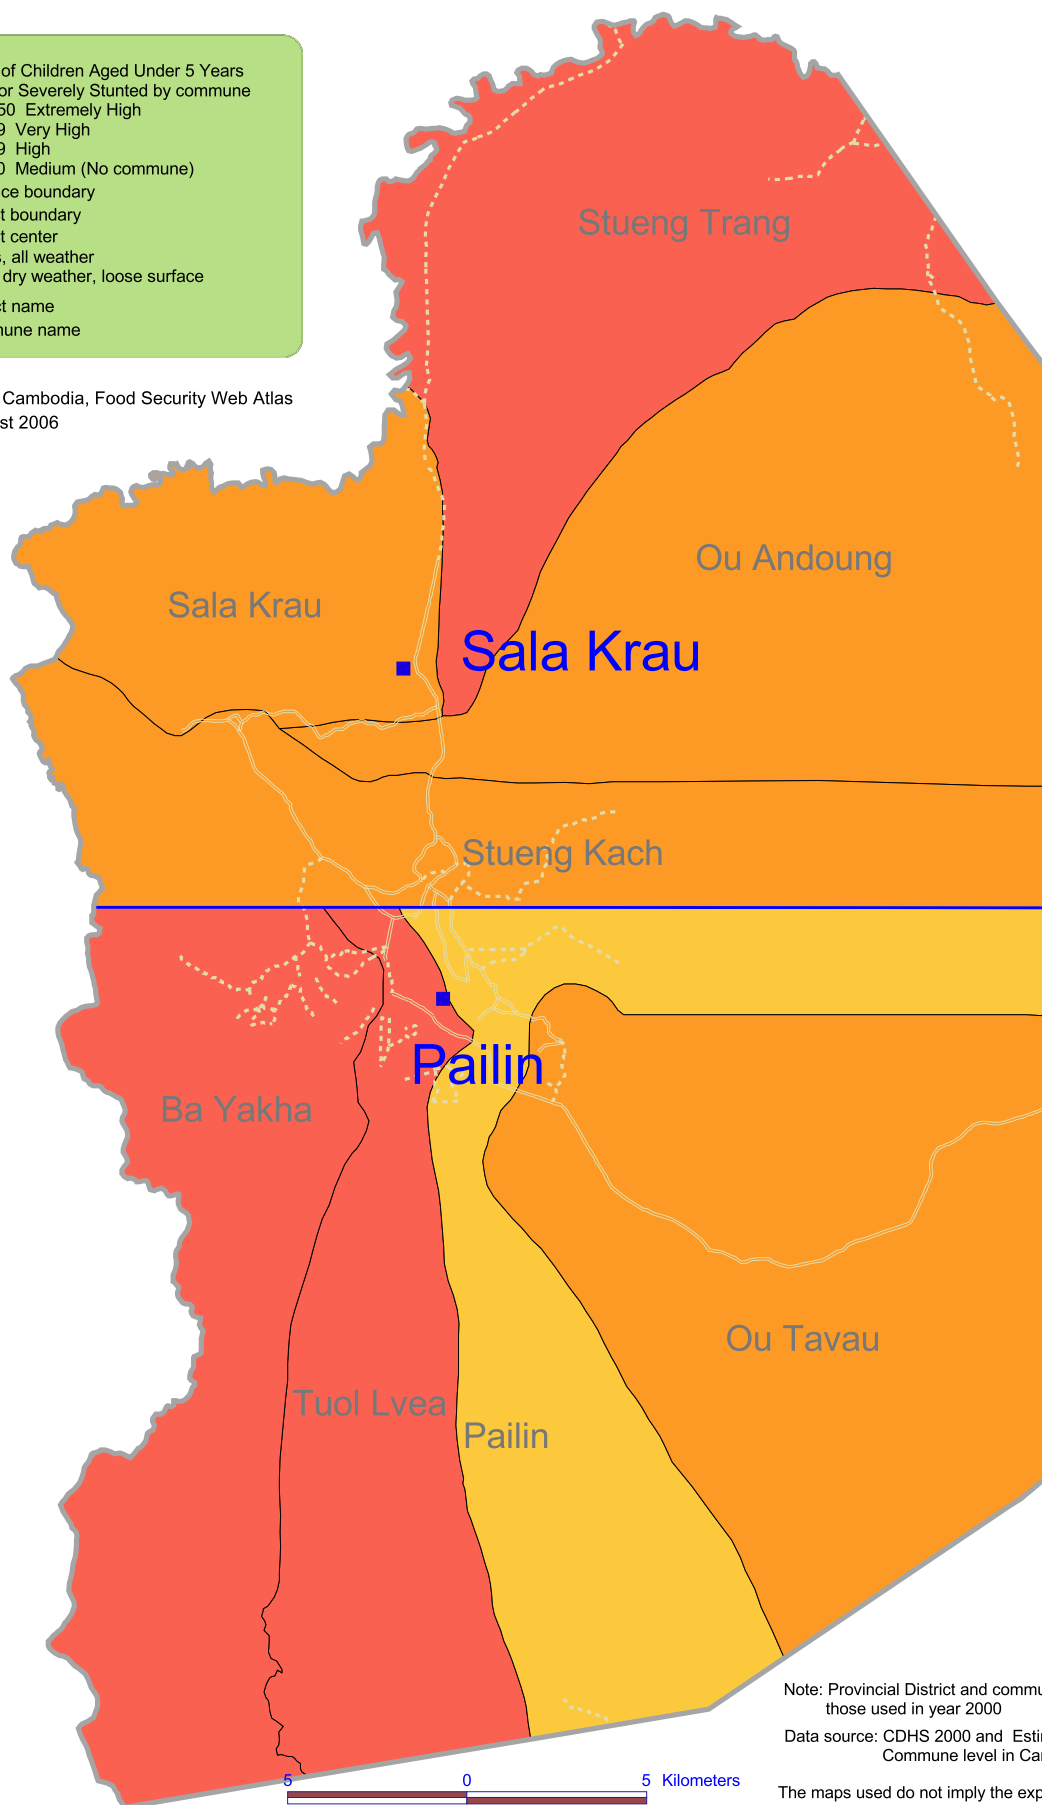 of Children Aged Under 5 Years
or Severely Stunted by commune
50 Extremely High
9 Very High
9 High
0 Medium (No commune)
ce boundary
t boundary
t center
s, all weather
dry weather, loose surface
ct name
mune name
Cambodia, Food Security Web Atlas
st 2006
Stueng Trang
Ou Andoung
Sala Krau
Sala Krau
Stueng Kach
Pailin
Ba Yakha
Ou Tavau
Tuol Lvea
Pailin
Note: Provincial District and commu
those used in year 2000
Data source: CDHS 2000 and Estir
Commune level in Car
5 0 5 Kilometers
The maps used do not imply the exp